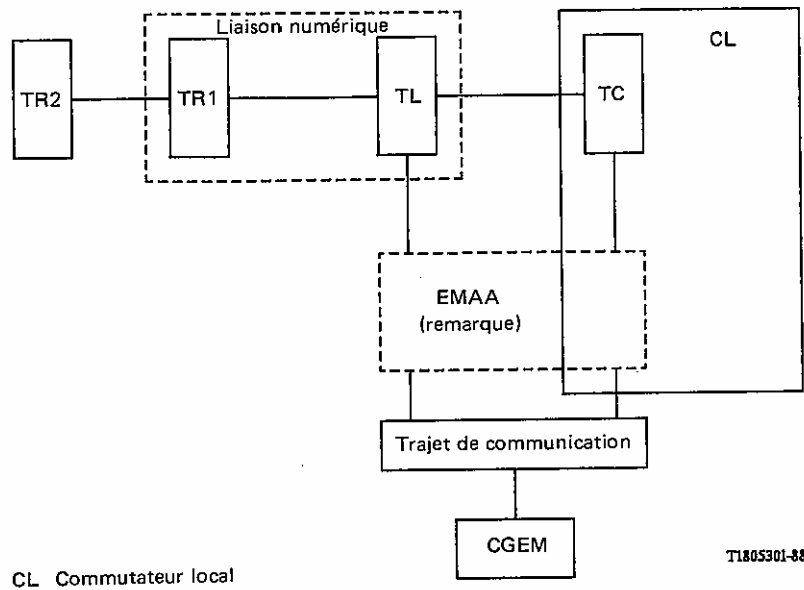 Liaison numérique
CL
TR2
TR1
TL
TC
EMAA
(remarque)
Trajet de communication
CGEM
T1805301-88
CL Commutateur local